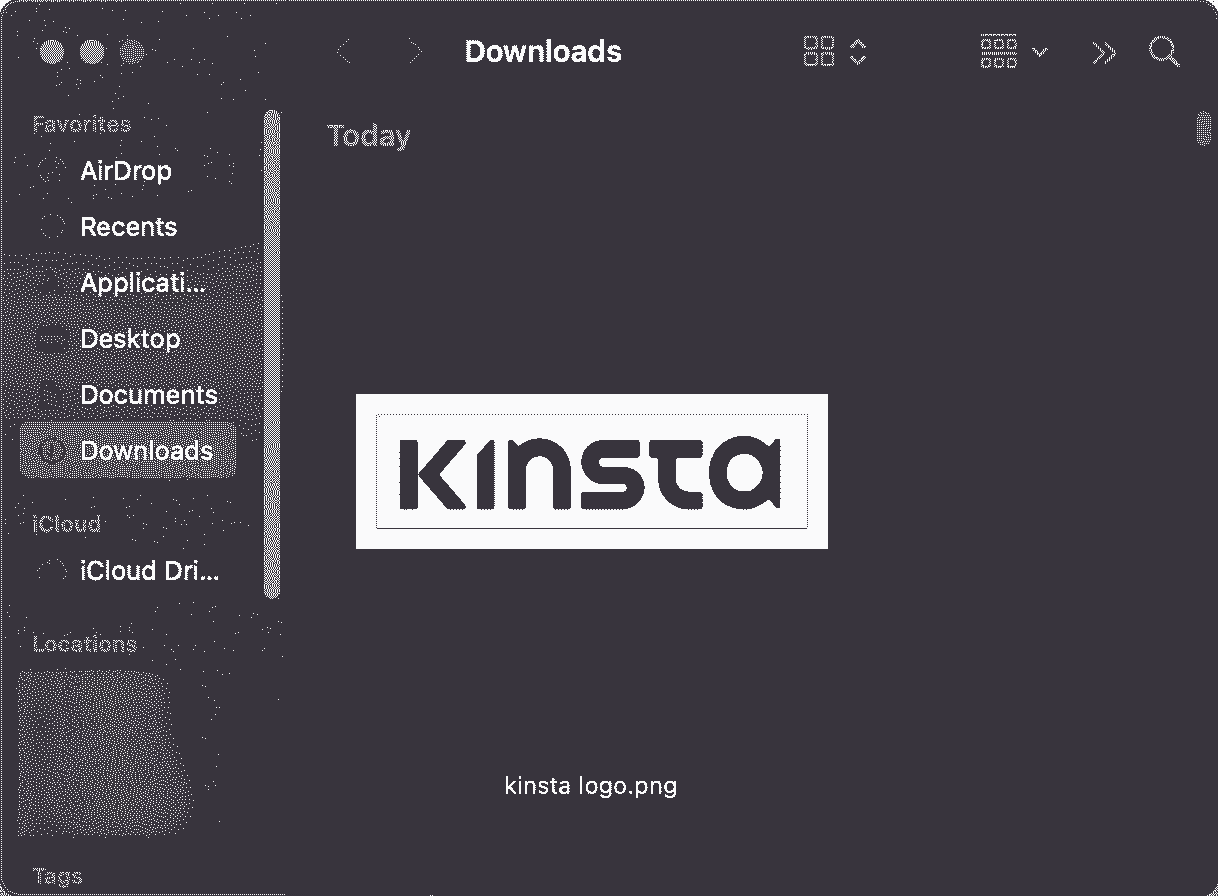 Downloads
Favorites
AirDrop
Recents
Applicati...
Desktop
Documents
Downloads
iCloud
iCloud Dri...
Locations
Tags
Today
kinsta
kinsta logo.png